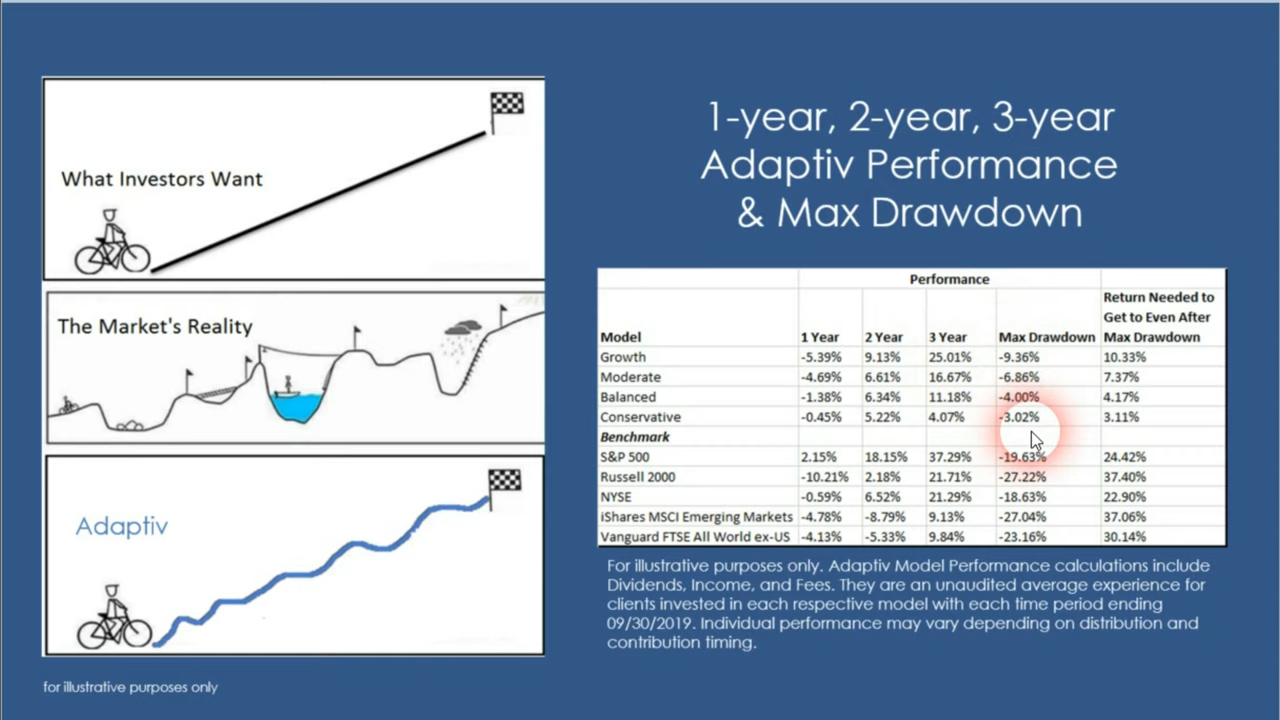 What Investors Want
The Market's Reality
Adaptiv
for illustrative purposes only
1-year, 2-year, 3-year
Adaptiv Performance
& Max Drawdown
Performance
Model 1 Year 2 Year 3 Year Max Drawdown Return Needed to Get to Even After Max Drawdown
Growth -5.39% 9.13% 25.01% -9.36% 10.33%
Moderate -4.69% 6.61% 16.67% -6.86% 7.37%
Balanced -1.38% 6.34% 11.18% -4.00% 4.17%
Conservative -0.45% 5.22% 4.07% -3.02% 3.11%
Benchmark
S&P 500 2.15% 18.15% 37.29% -19.63% 24.42%
Russell 2000 -10.21% 2.18% 21.71% -27.22% 37.40%
NYSE -0.59% 6.52% 21.29% -18.63% 22.90%
iShares MSCI Emerging Markets -4.78% -8.79% 9.13% -27.04% 37.06%
Vanguard FTSE All World ex-US -4.13% -5.33% 9.84% -23.16% 30.14%
For illustrative purposes only. Adaptiv Model Performance calculations include
Dividends, Income, and Fees. They are an unaudited average experience for
clients invested in each respective model with each time period ending
09/30/2019. Individual performance may vary depending on distribution and
contribution timing.